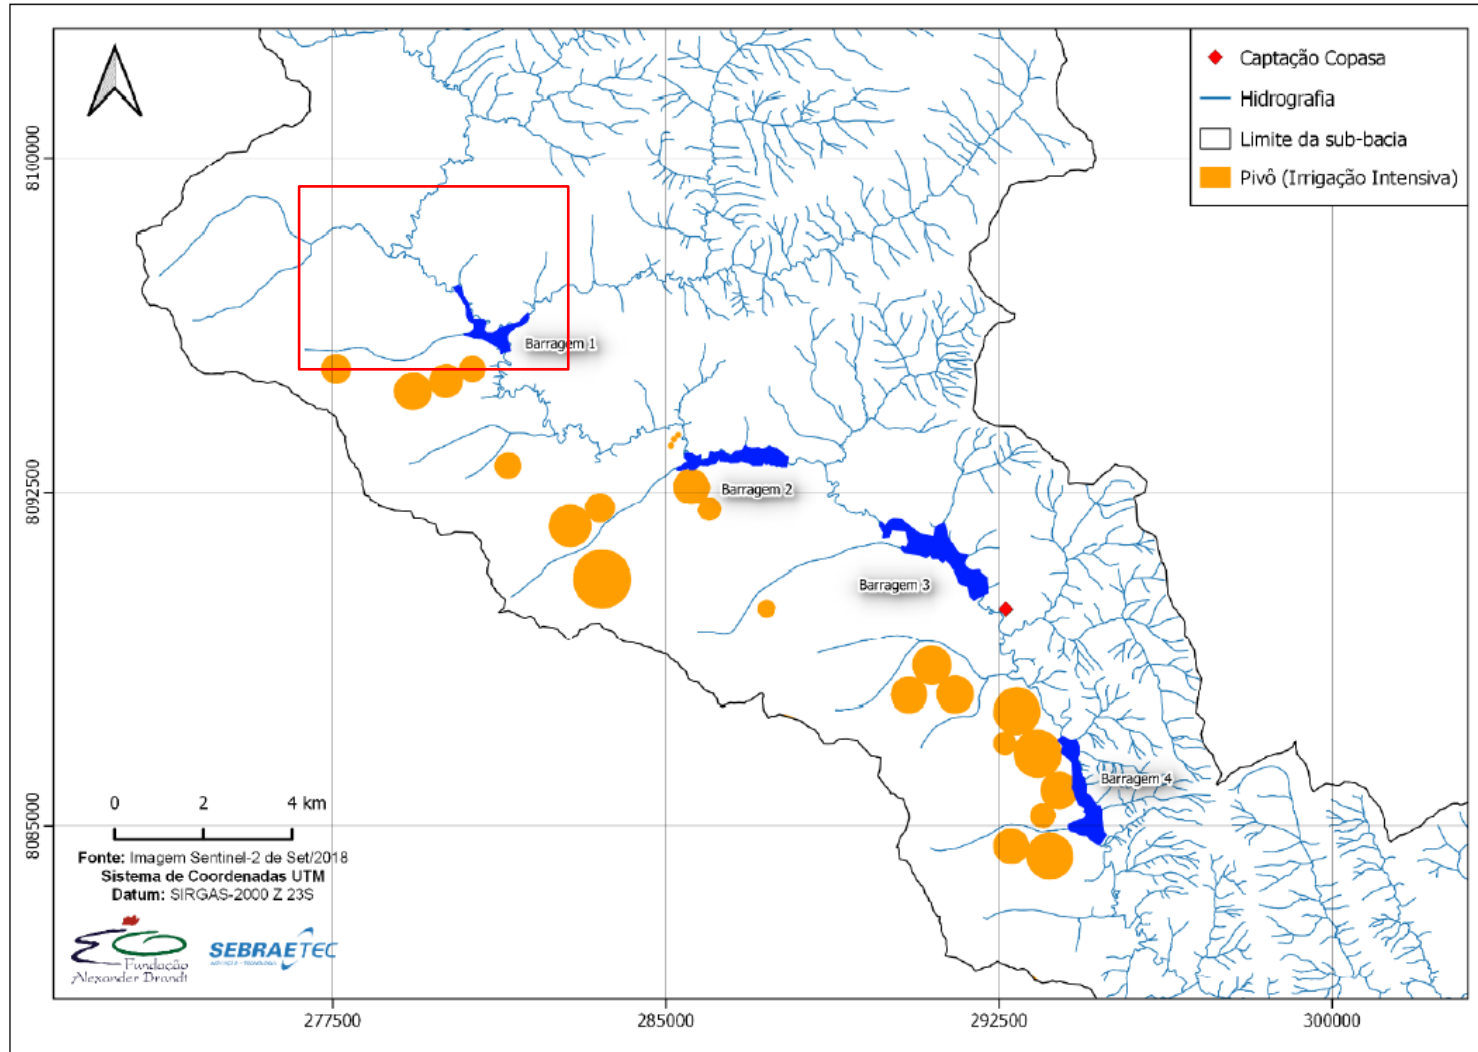 Captação Copasa
Hidrografia
Limite da sub-bacia
Pivô (Irrigação Intensiva)
8100000
8092500
8085000
Barragem 1
Barragem 2
Barragem 3
Barragem 4
0 2 4 km
Fonte: Imagem Sentinel-2 de Set/2018
Sistema de Coordenadas UTM
Datum: SIRGAS-2000 Z 23S
Fundação
Alexander Brandt
SEBRAETEC
277500 285000 292500 300000